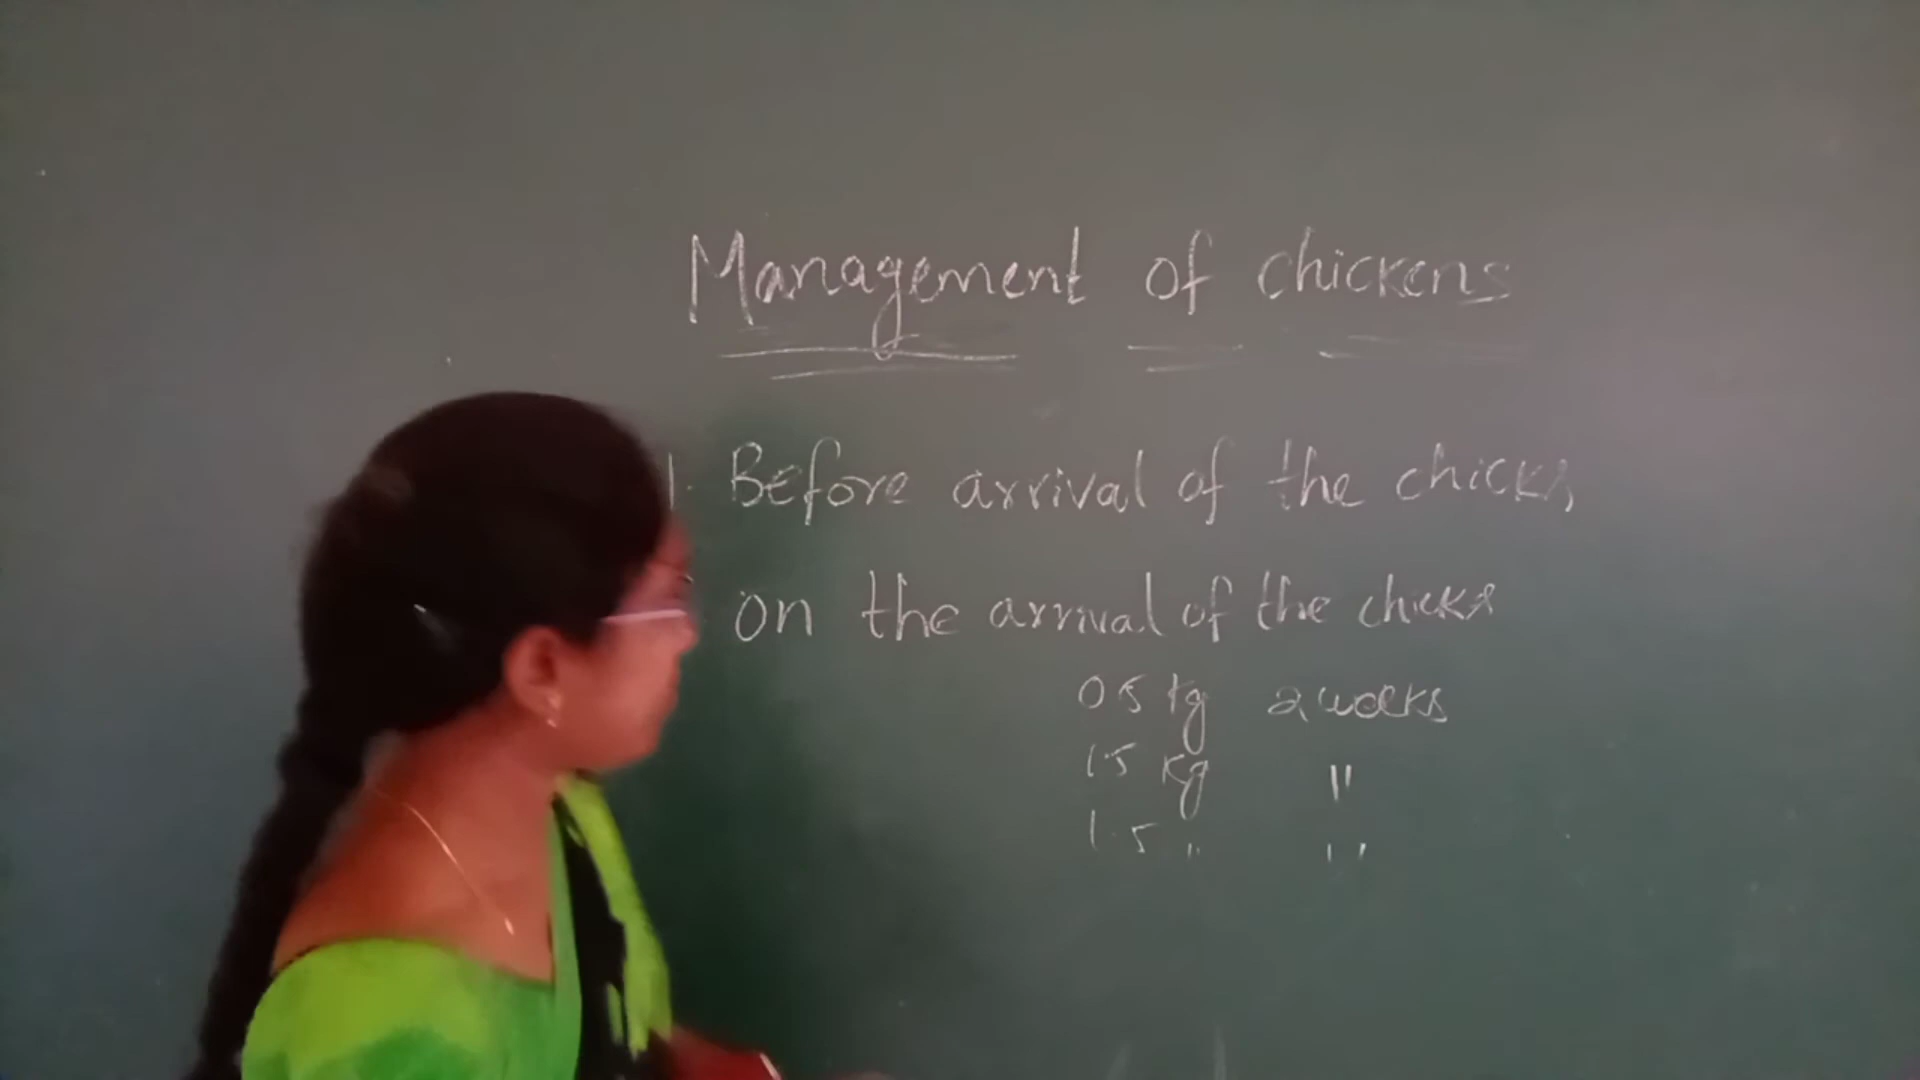 Management of chickens
1. Before arrival of the chicks,
on the arrival of the chicks
0.5 kg 2 weeks
1.5 kg "
1.5 " "